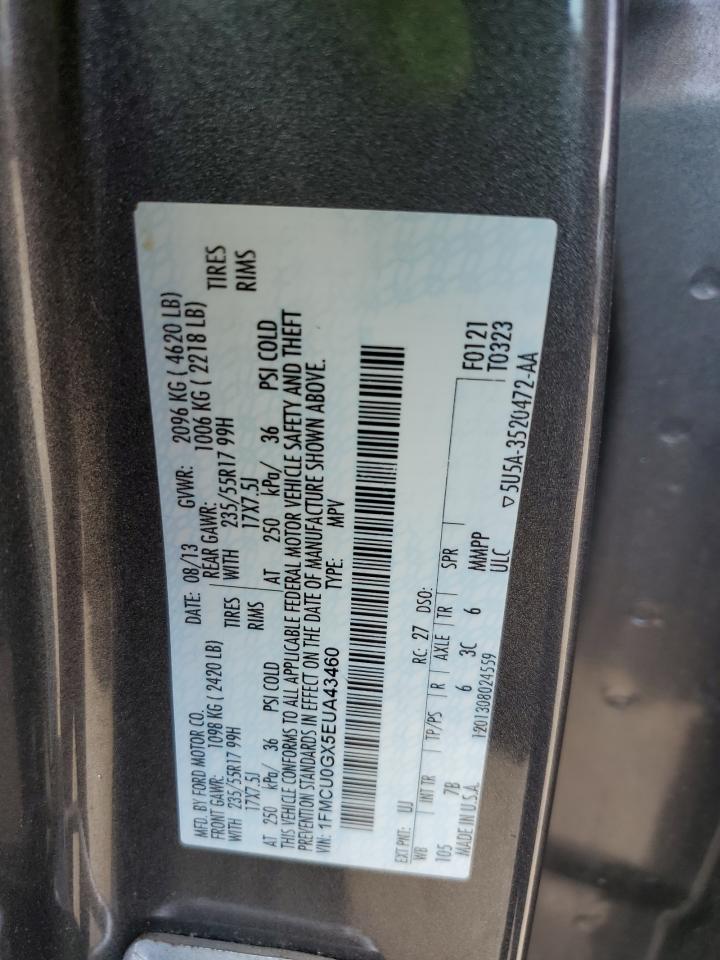 MFD. BY FORD MOTOR CO.
DATE: 08/13 GVWR: 2096 KG ( 4620 LB)
FRONT GAWR: 1098 KG ( 2420 LB) REAR GAWR: 1006 KG ( 2218 LB)
WITH 235/55R17 99H TIRES WITH 235/55R17 99H TIRES
17X7.5J RIMS 17X7.5J RIMS
AT 250 kPa/ 36 PSI COLD AT 250 kPa/ 36 PSI COLD
THIS VEHICLE CONFORMS TO ALL APPLICABLE FEDERAL MOTOR VEHICLE SAFETY AND THEFT
PREVENTION STANDARDS IN EFFECT ON THE DATE OF MANUFACTURE SHOWN ABOVE.
VIN: 1FMCU0GX5EUA43460 TYPE: MPV
EXT PNT: UJ RC: 27 DSO: F0121
WB INT TR TP/PS R AXLE TR SPR T0323
105 7B 6 3C 6 MMPP
MADE IN U.S.A. 1201308024559 ULC
▽5U5A-3520472-AA